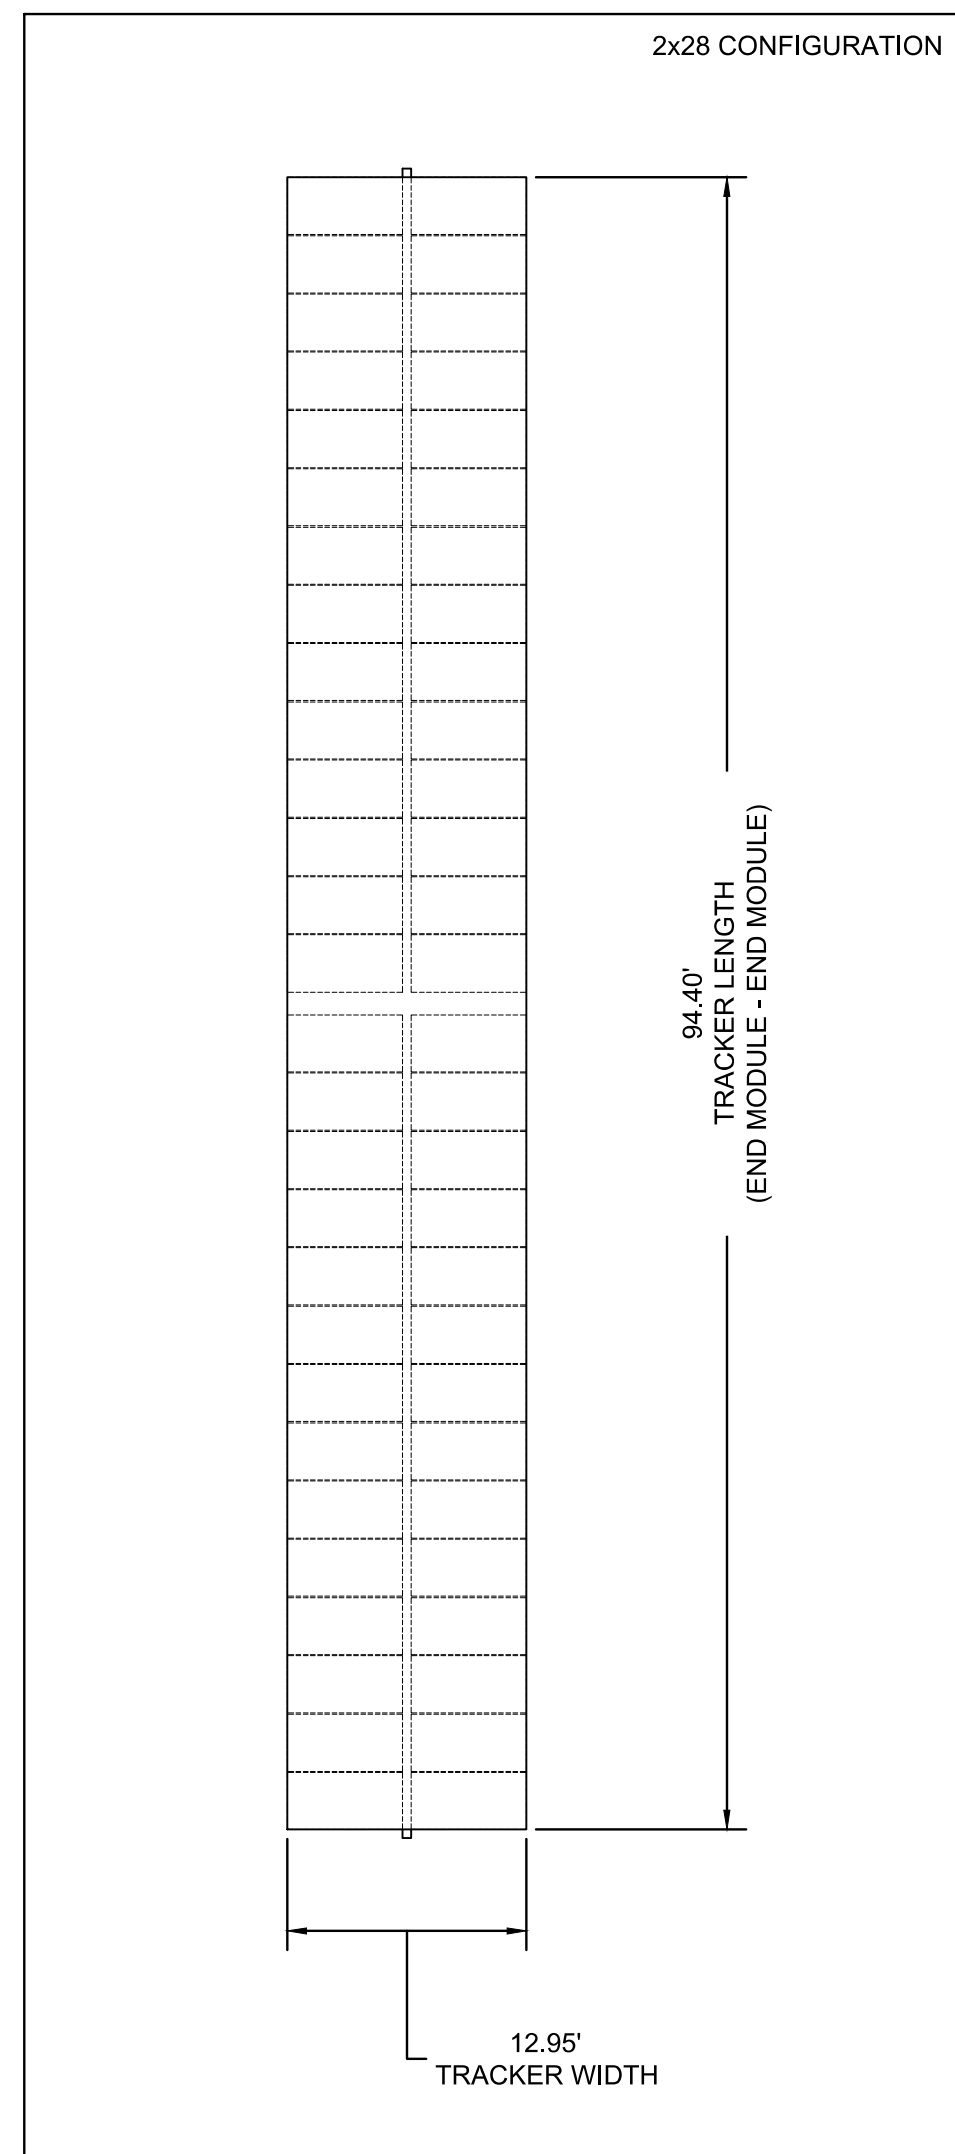 2x28 CONFIGURATION
94.40'
TRACKER LENGTH
(END MODULE - END MODULE)
12.95'
TRACKER WIDTH